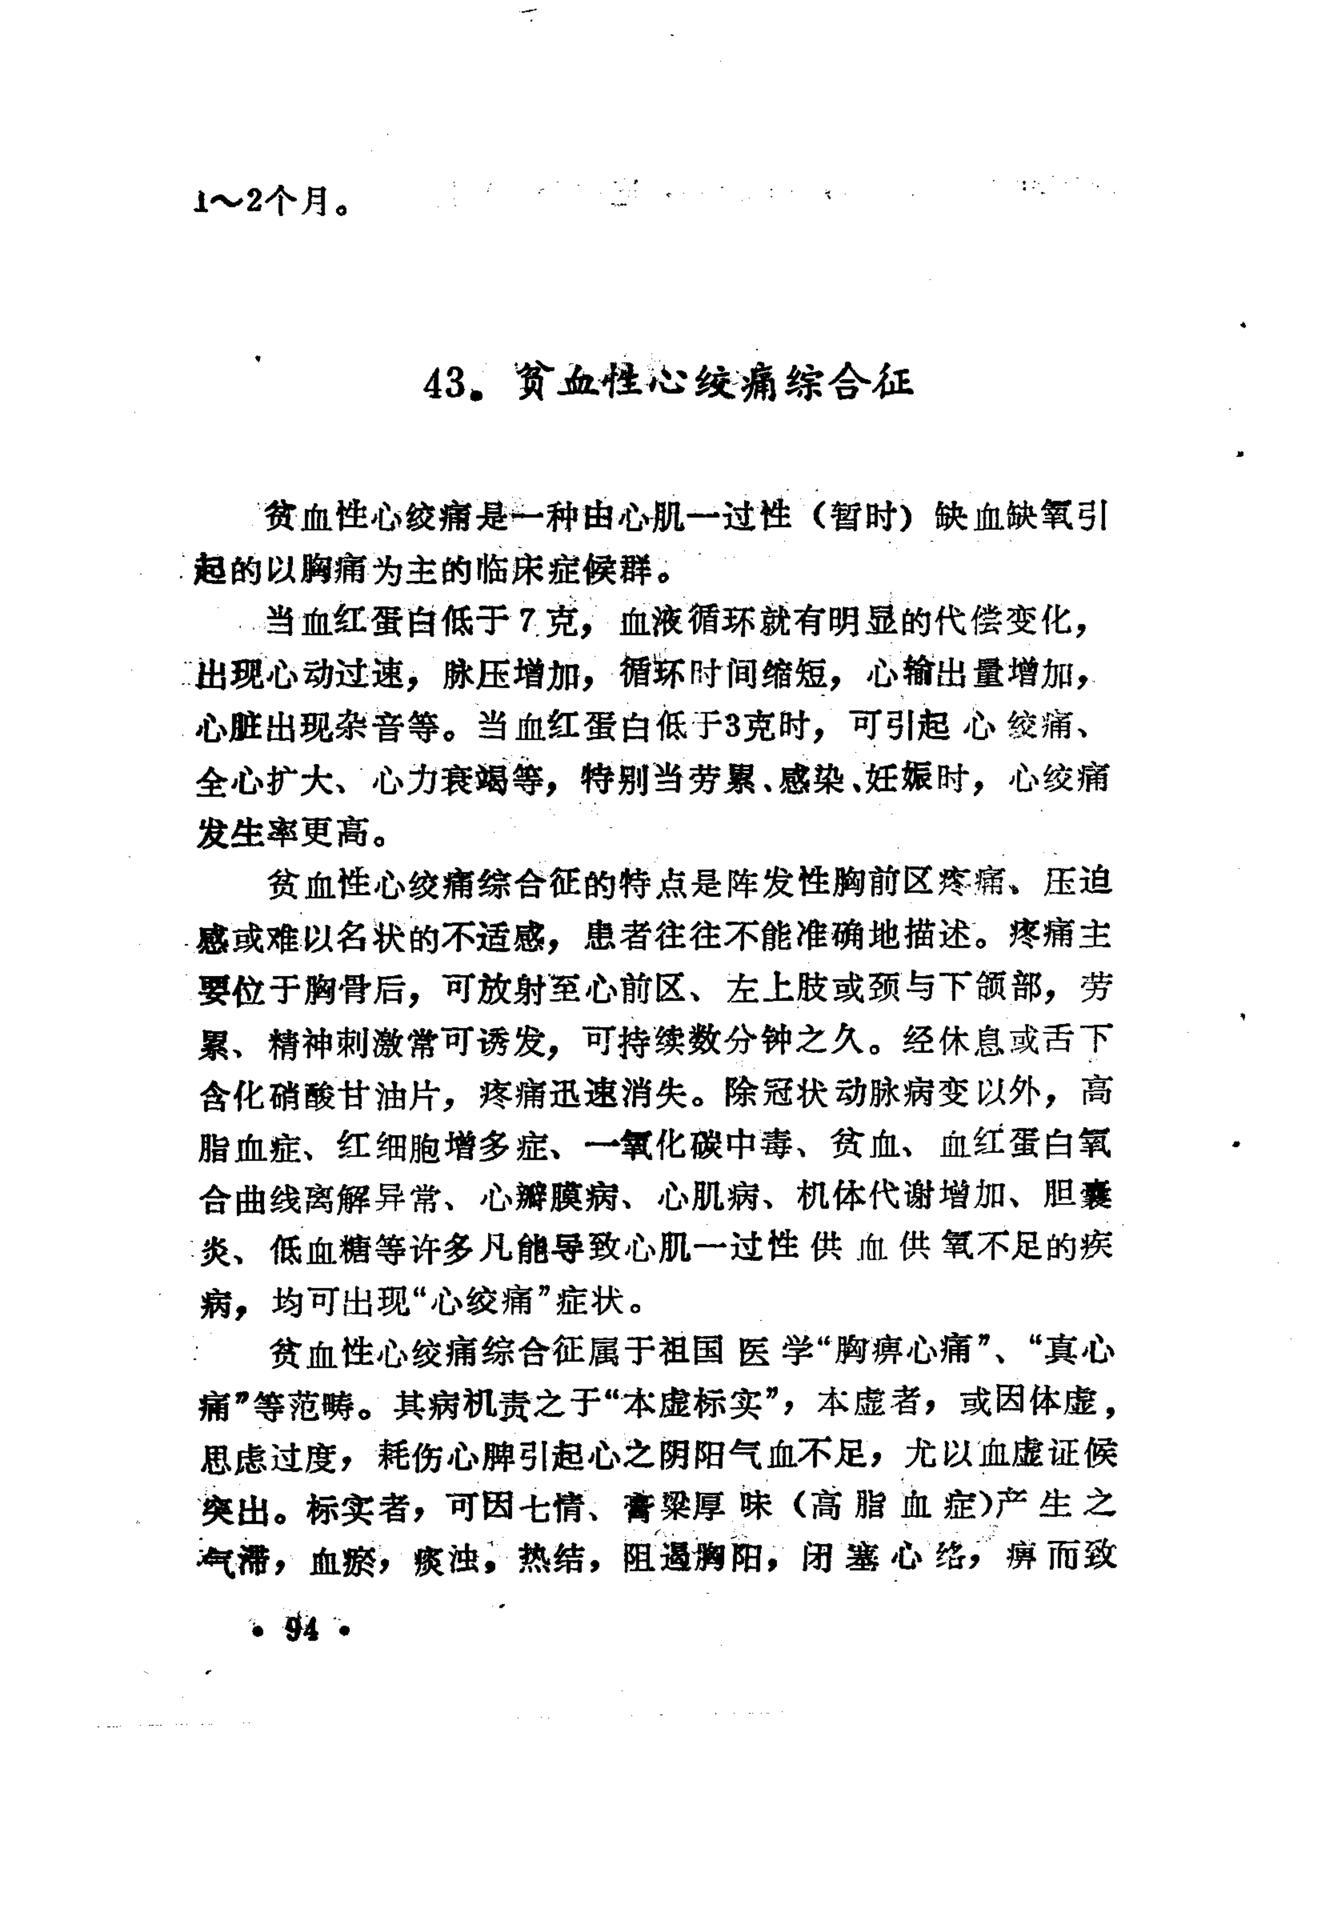 1～2个月。
43. 贫血性心绞痛综合征
贫血性心绞痛是一种由心肌一过性（暂时）缺血缺氧引
起的以胸痛为主的临床症候群。
当血红蛋白低于7克，血液循环就有明显的代偿变化，
出现心动过速，脉压增加，循环时间缩短，心输出量增加，
心脏出现杂音等。当血红蛋白低于3克时，可引起心绞痛、
全心扩大、心力衰竭等，特别当劳累、感染、妊娠时，心绞痛
发生率更高。
贫血性心绞痛综合征的特点是阵发性胸前区疼痛、压迫
感或难以名状的不适感，患者往往不能准确地描述。疼痛主
要位于胸骨后，可放射至心前区、左上肢或颈与下颌部，劳
累、精神刺激常可诱发，可持续数分钟之久。经休息或舌下
含化硝酸甘油片，疼痛迅速消失。除冠状动脉病变以外，高
脂血症、红细胞增多症、一氧化碳中毒、贫血、血红蛋白氧
合曲线离解异常、心瓣膜病、心肌病、机体代谢增加、胆囊
炎、低血糖等许多凡能导致心肌一过性供血供氧不足的疾
病，均可出现“心绞痛”症状。
贫血性心绞痛综合征属于祖国医学“胸痹心痛”、“真心
痛”等范畴。其病机责之于“本虚标实”，本虚者，或因体虚，
思虑过度，耗伤心脾引起心之阴阳气血不足，尤以血虚证候
突出。标实者，可因七情、膏粱厚味（高脂血症）产生之
气滞，血瘀，痰浊，热结，阻遏胸阳，闭塞心络，痹而致
• 94 •